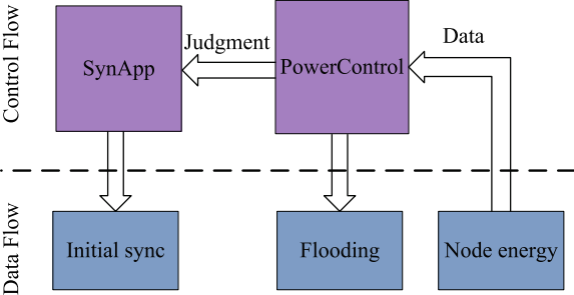 Control Flow
SynApp
Judgment
PowerControl
Data
Data Flow
Initial sync
Flooding
Node energy